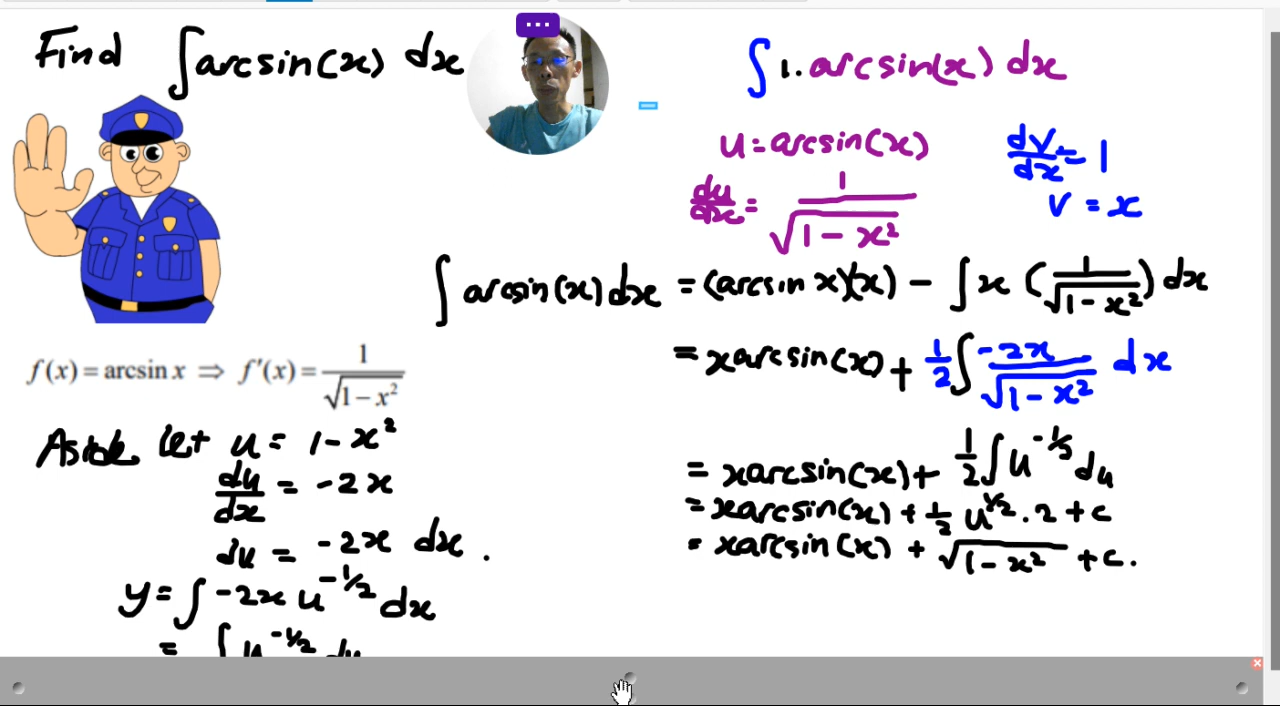 Find ∫arcsin(x) dx
∫1.arcsin(x) dx
u = arcsin(x)
dv/dx = 1
du/dx = 1/√(1-x²)
v = x
∫arcsin(x) dx = (arcsin x)(x) - ∫x (1/√(1-x²)) dx
= x arcsin(x) + 1/2 ∫ -2x/√(1-x²) dx
= x arcsin(x) + 1/2 ∫u^-1/2 du
= x arcsin(x) + 1/2 u^1/2 . 2 + c
= x arcsin(x) + √(1-x²) + c.
f(x) = arcsin x ⇒ f'(x) = 1/√(1-x²)
Aside Let u = 1-x²
du/dx = -2x
du = -2x dx.
y = ∫-2x u^-1/2 dx
= ∫u^-1/2 du